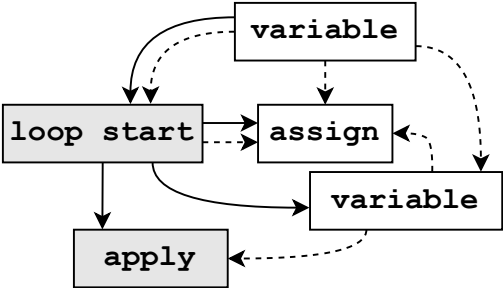 variable
loop start
assign
variable
apply